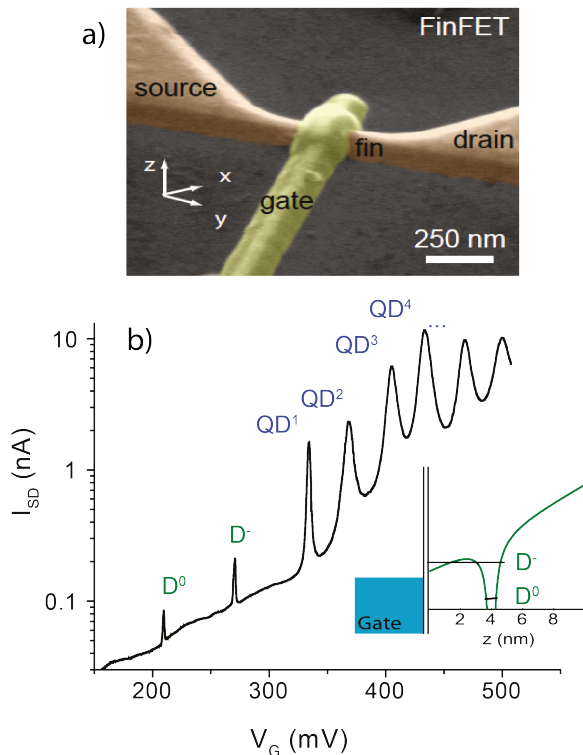 a)
FinFET
source
drain
fin
z
x
y
gate
250 nm
b)
QD⁴
...
QD³
QD²
QD¹
D⁻
D⁰
10
1
0.1
I_SD (nA)
D⁻
D⁰
Gate
2 4 6 8
z (nm)
200 300 400 500
V_G (mV)